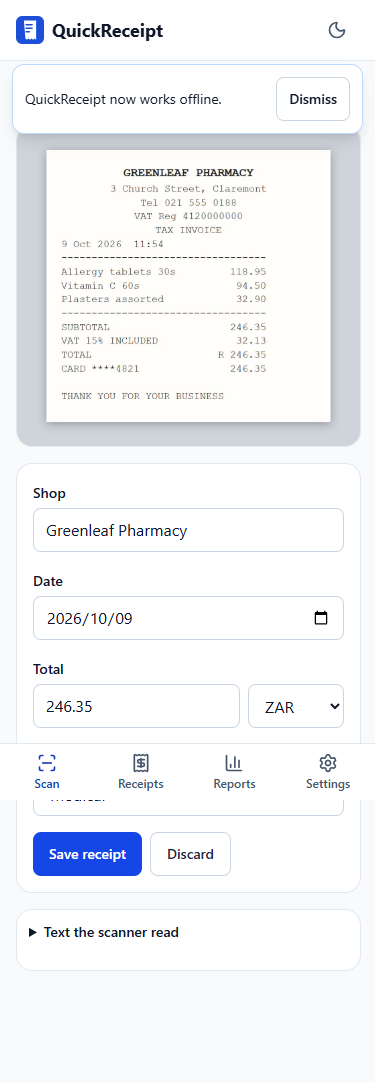 QuickReceipt
QuickReceipt now works offline.
Dismiss
GREENLEAF PHARMACY
3 Church Street, Claremont
Tel 021 555 0188
VAT Reg 4120000000
TAX INVOICE
9 Oct 2026 11:54
--------------------------------
Allergy tablets 30s 118.95
Vitamin C 60s 94.50
Plasters assorted 32.90
--------------------------------
SUBTOTAL 246.35
VAT 15% INCLUDED 32.13
TOTAL R 246.35
CARD ****4821 246.35
THANK YOU FOR YOUR BUSINESS
Shop
Greenleaf Pharmacy
Date
2026/10/09
Total
246.35 ZAR
Scan Receipts Reports Settings
Save receipt Discard
Text the scanner read